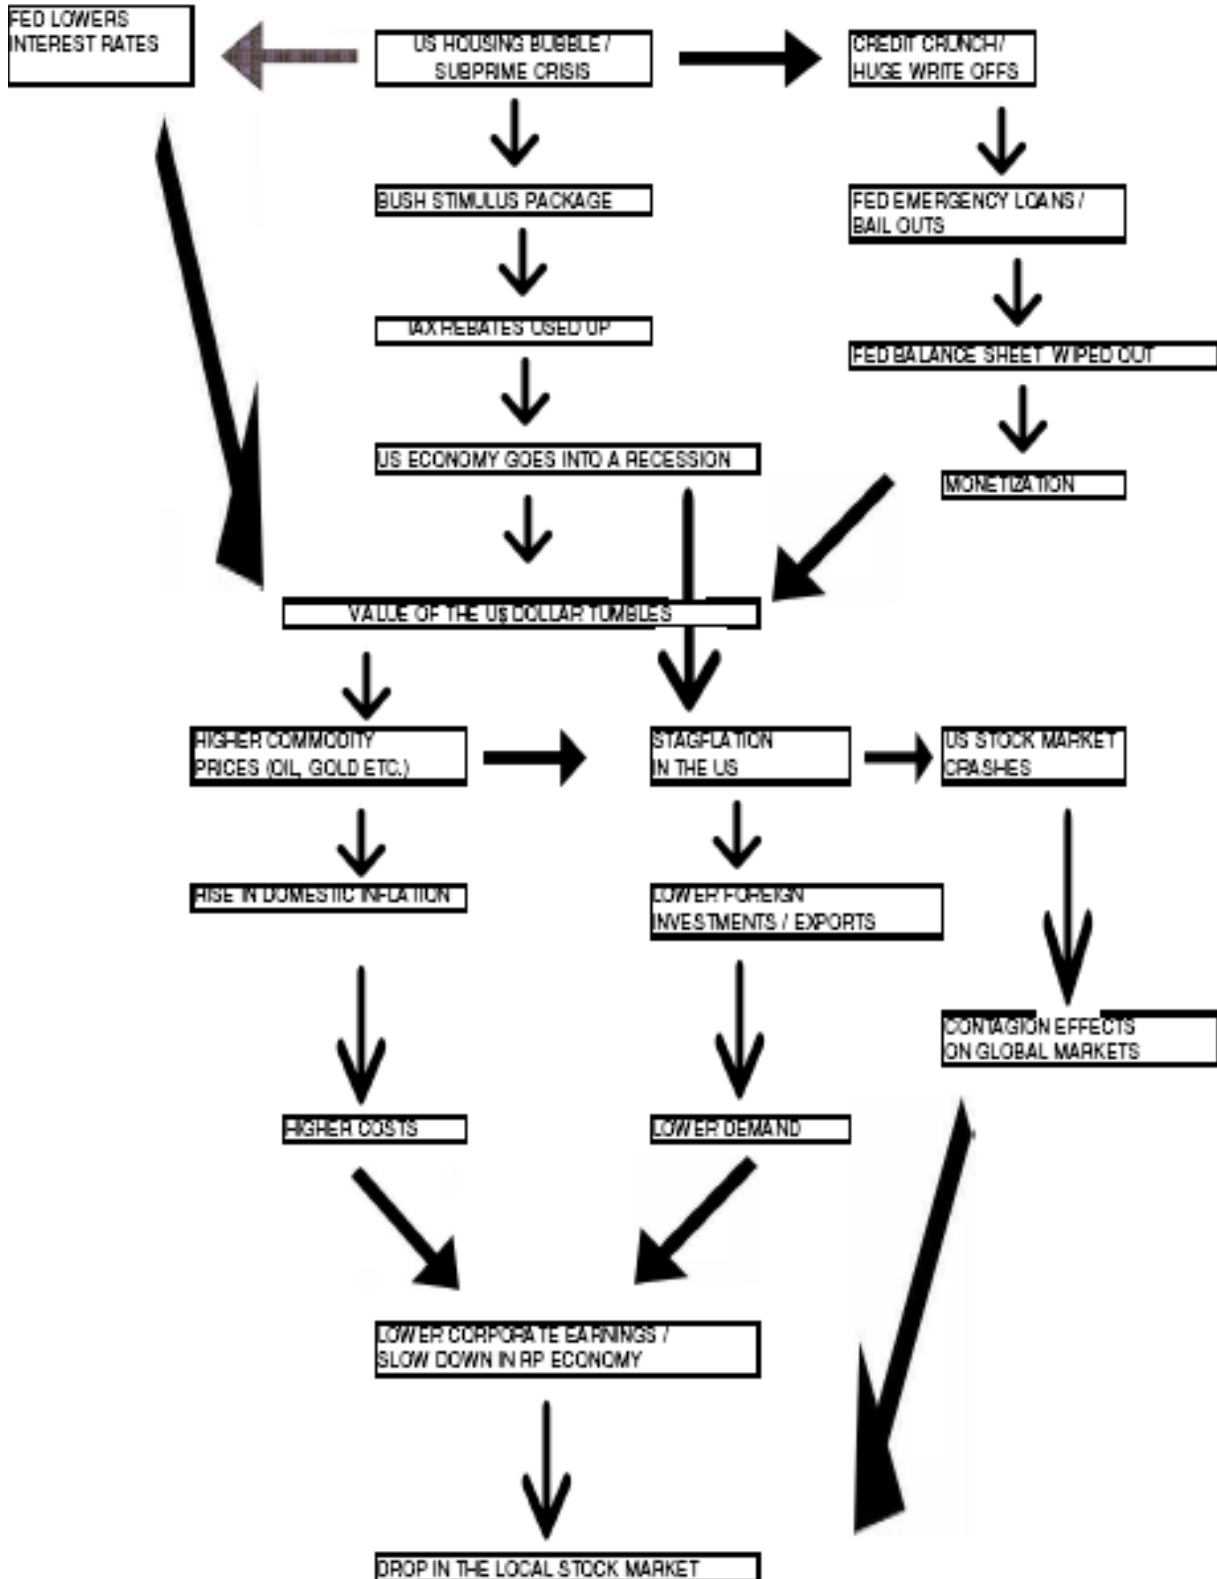 FED LOWERS
INTEREST RATES
US HOUSING BUBBLE /
SUBPRIME CRISIS
CREDIT CRUNCH /
HUGE WRITE OFFS
BUSH STIMULUS PACKAGE
FED EMERGENCY LOANS /
BAIL OUTS
TAX REBATES USED UP
FED BALANCE SHEET WIPED OUT
US ECONOMY GOES INTO A RECESSION
MONETIZATION
VALUE OF THE US DOLLAR TUMBLES
HIGHER COMMODITY
PRICES (OIL, GOLD ETC.)
STAGFLATION
IN THE US
US STOCK MARKET
CRASHES
RISE IN DOMESTIC INFLATION
LOWER FOREIGN
INVESTMENTS / EXPORTS
CONTAGION EFFECTS
ON GLOBAL MARKETS
HIGHER COSTS
LOWER DEMAND
LOWER CORPORATE EARNINGS /
SLOW DOWN IN RP ECONOMY
DROP IN THE LOCAL STOCK MARKET